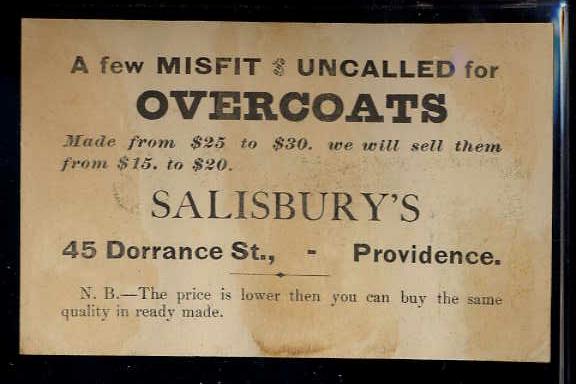 A few MISFIT & UNCALLED for
OVERCOATS
Made from $25 to $30. we will sell them
from $15. to $20.
SALISBURY'S
45 Dorrance St., - Providence.
N. B.—The price is lower then you can buy the same
quality in ready made.